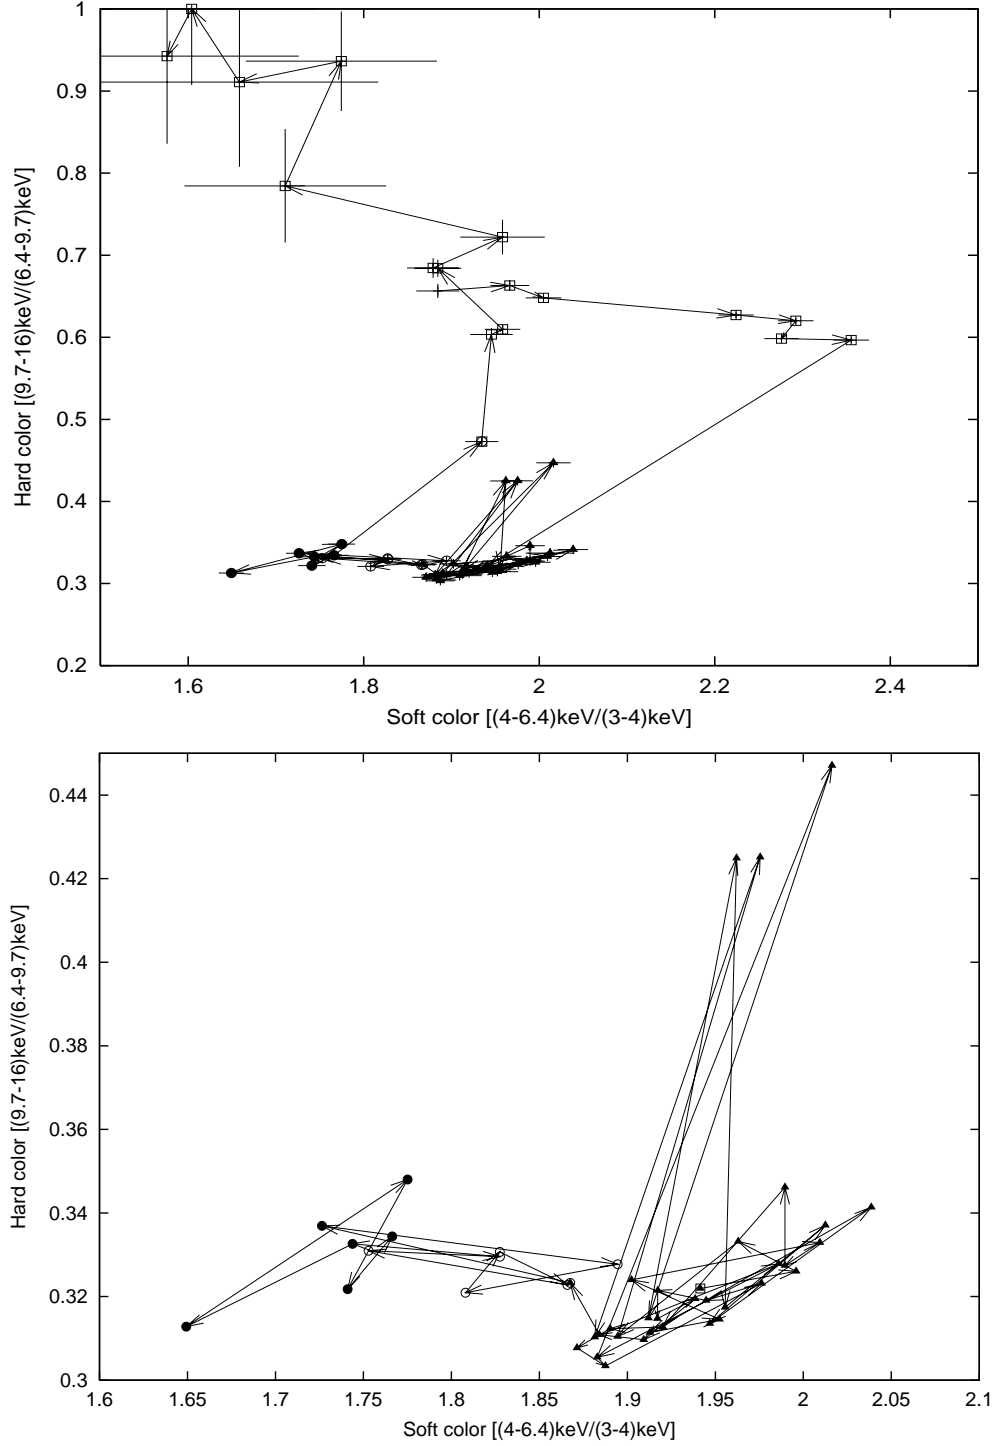 1
0.9
0.8
0.7
0.6
0.5
0.4
0.3
0.2
Hard color [(9.7-16)keV/(6.4-9.7)keV]
1.6 1.8 2 2.2 2.4
Soft color [(4-6.4)keV/(3-4)keV]
0.44
0.42
0.4
0.38
0.36
0.34
0.32
0.3
Hard color [(9.7-16)keV/(6.4-9.7)keV]
1.6 1.65 1.7 1.75 1.8 1.85 1.9 1.95 2 2.05 2.1
Soft color [(4-6.4)keV/(3-4)keV]